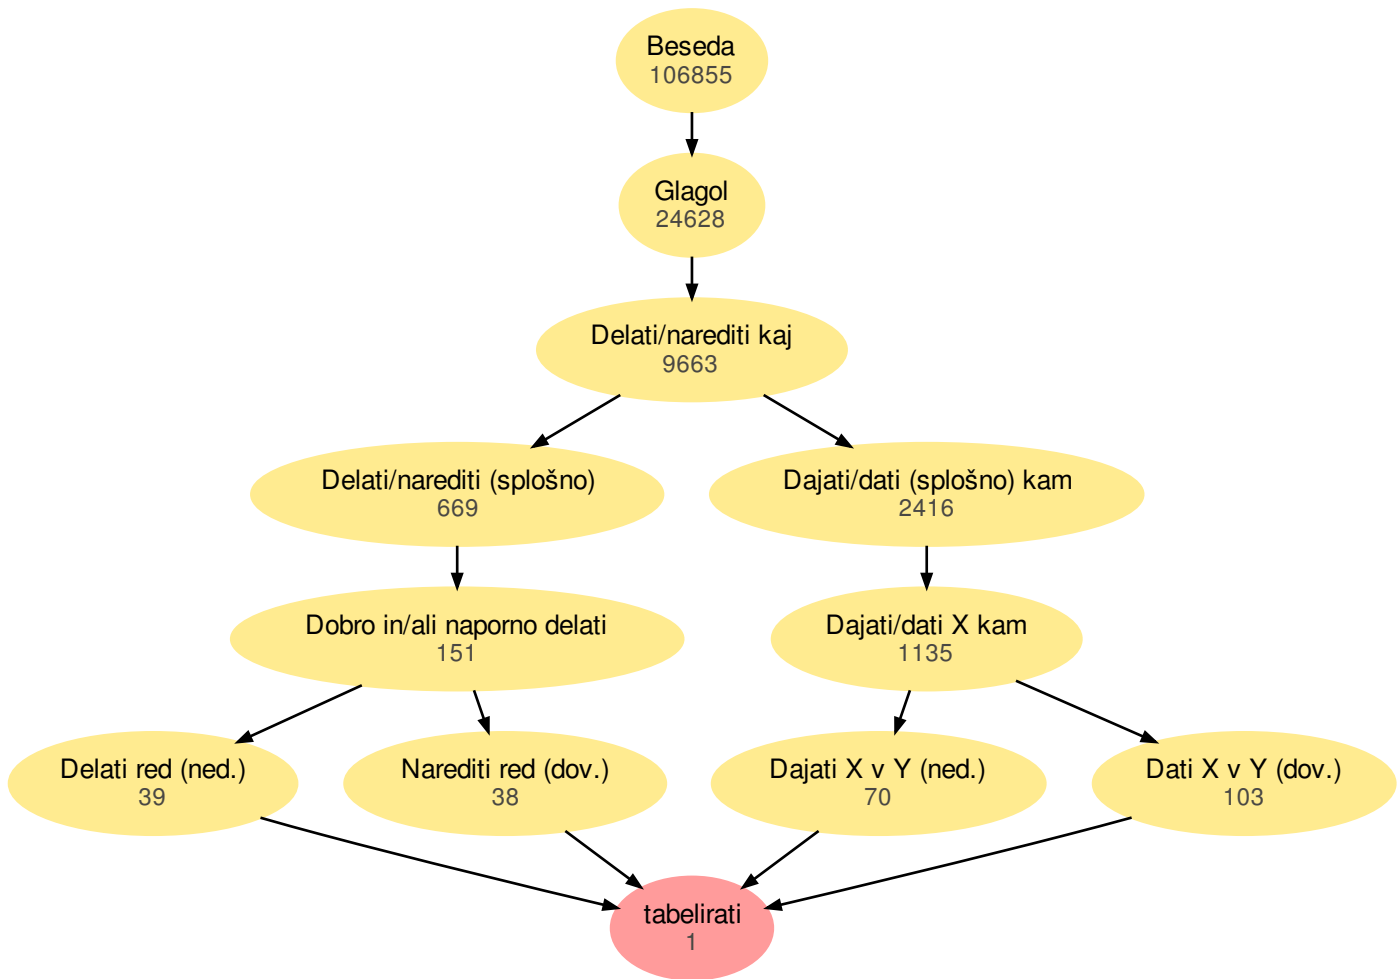 Beseda
106855
Glagol
24628
Delati/narediti kaj
9663
Delati/narediti (splošno)
669
Dajati/dati (splošno) kam
2416
Dobro in/ali naporno delati
151
Dajati/dati X kam
1135
Delati red (ned.)
39
Narediti red (dov.)
38
Dajati X v Y (ned.)
70
Dati X v Y (dov.)
103
tabelirati
1